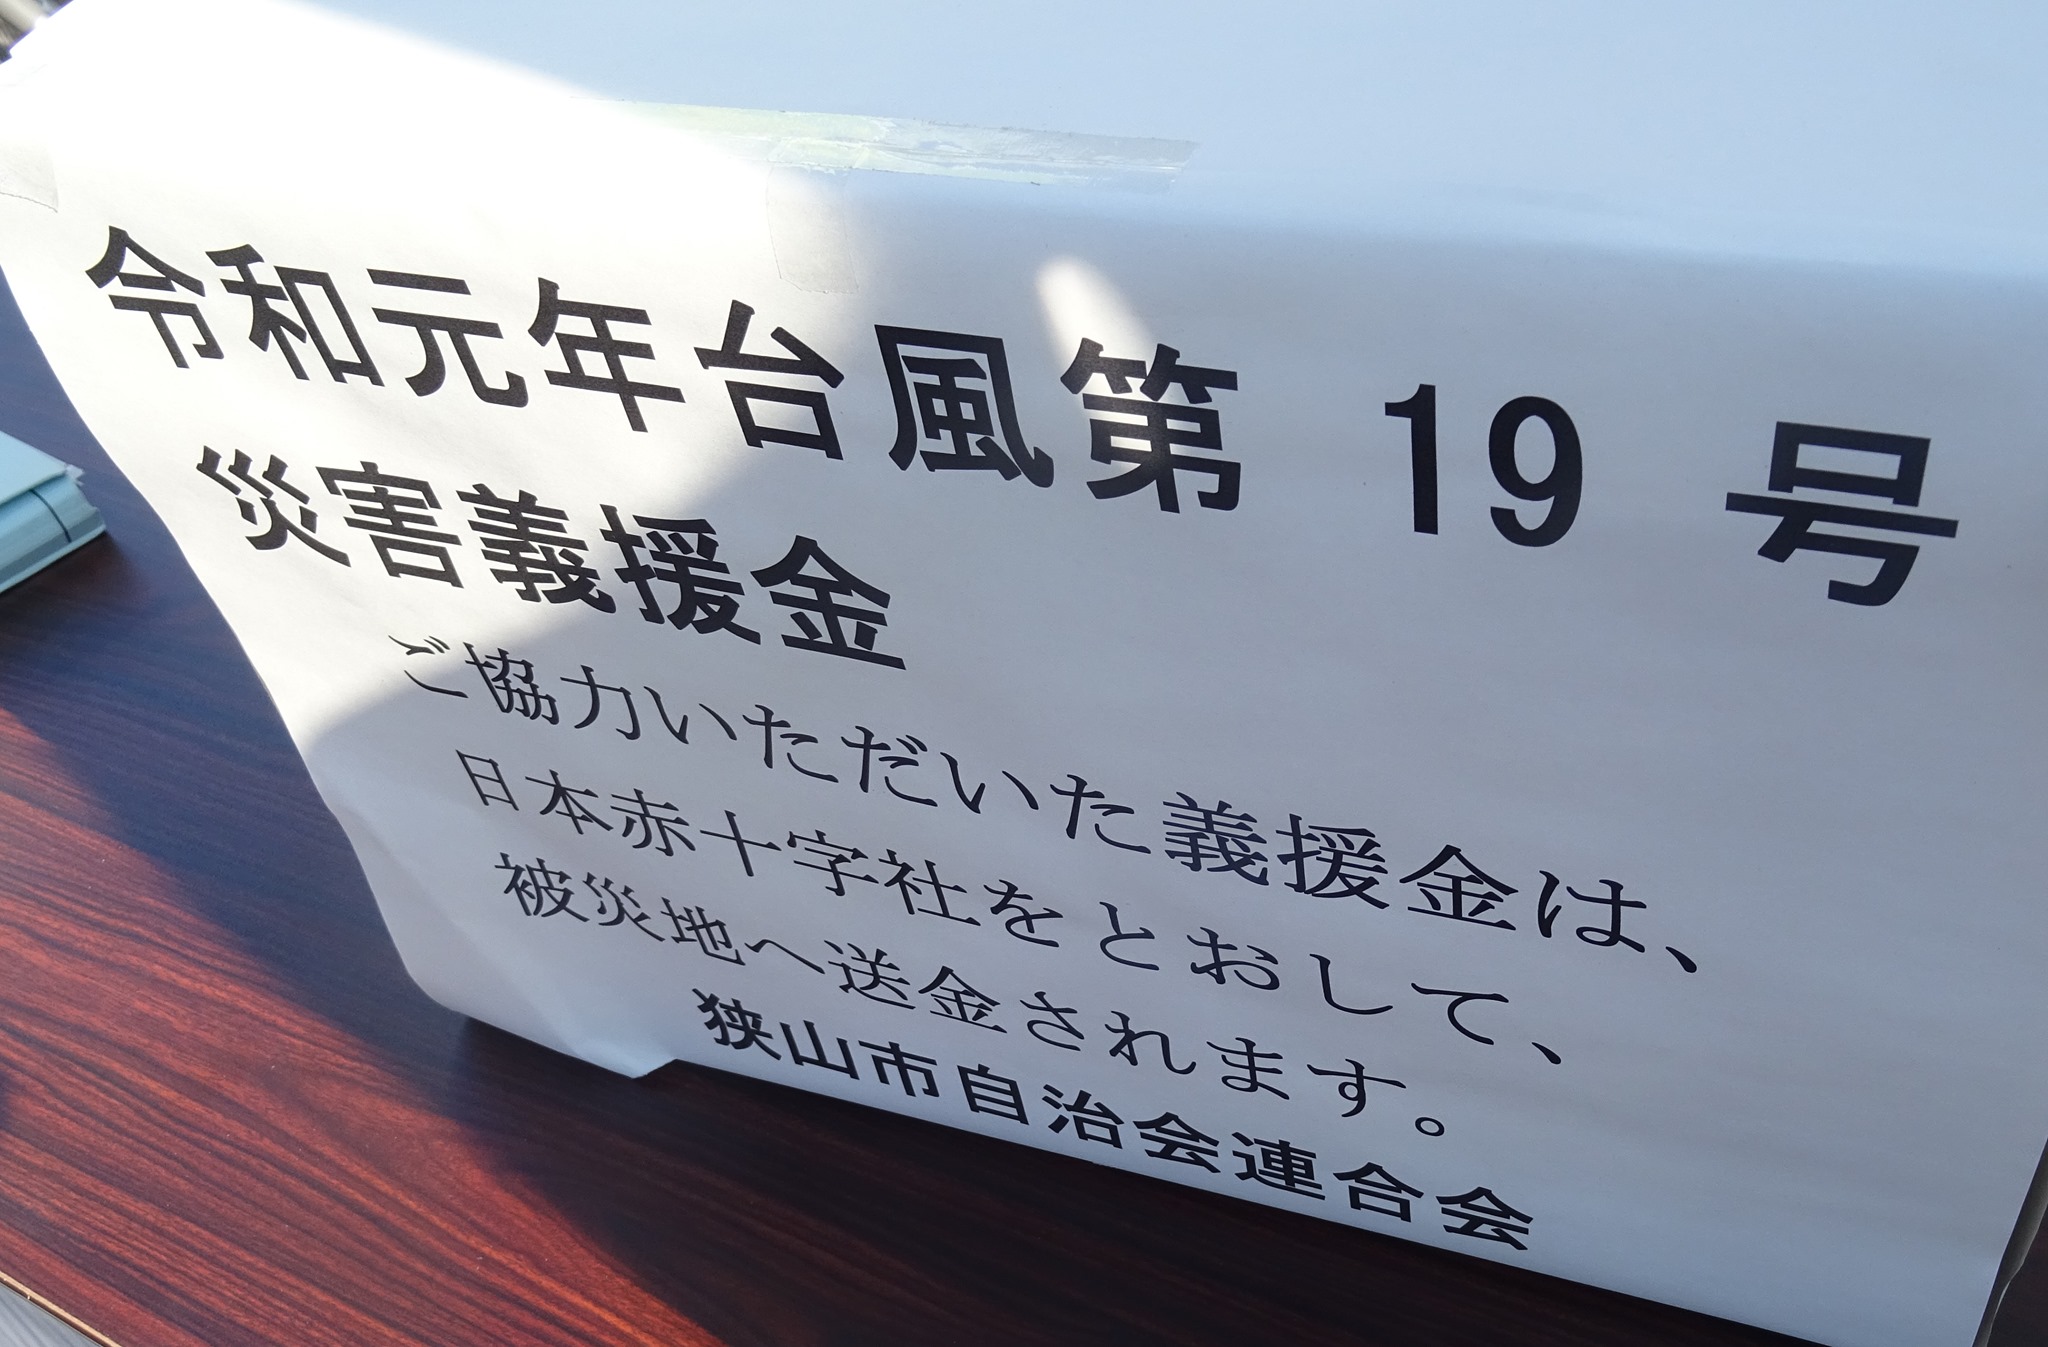 令和元年台風第 19 号
災害義援金
ご協力いただいた義援金は、
日本赤十字社をとおして、
被災地へ送金されます。
狭山市自治会連合会